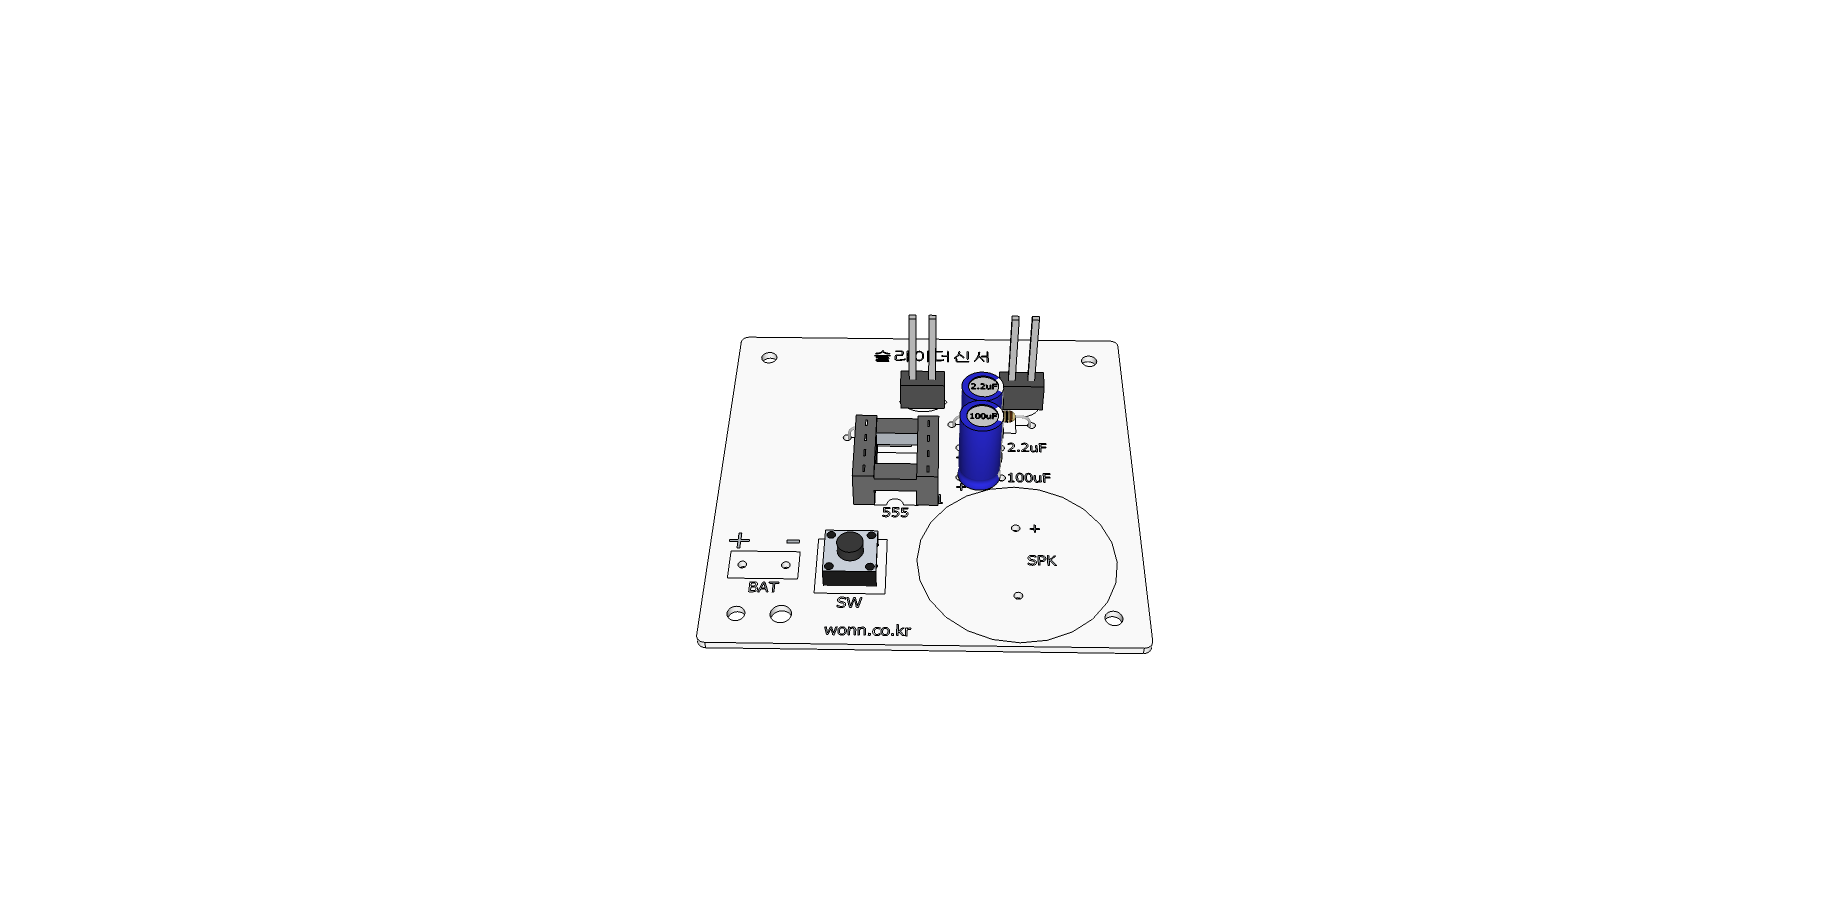 슬라이더신서
2.2uF
100uF
2.2uF
+
100uF
+
1
555
+
SPK
+ -
BAT
SW
wonn.co.kr